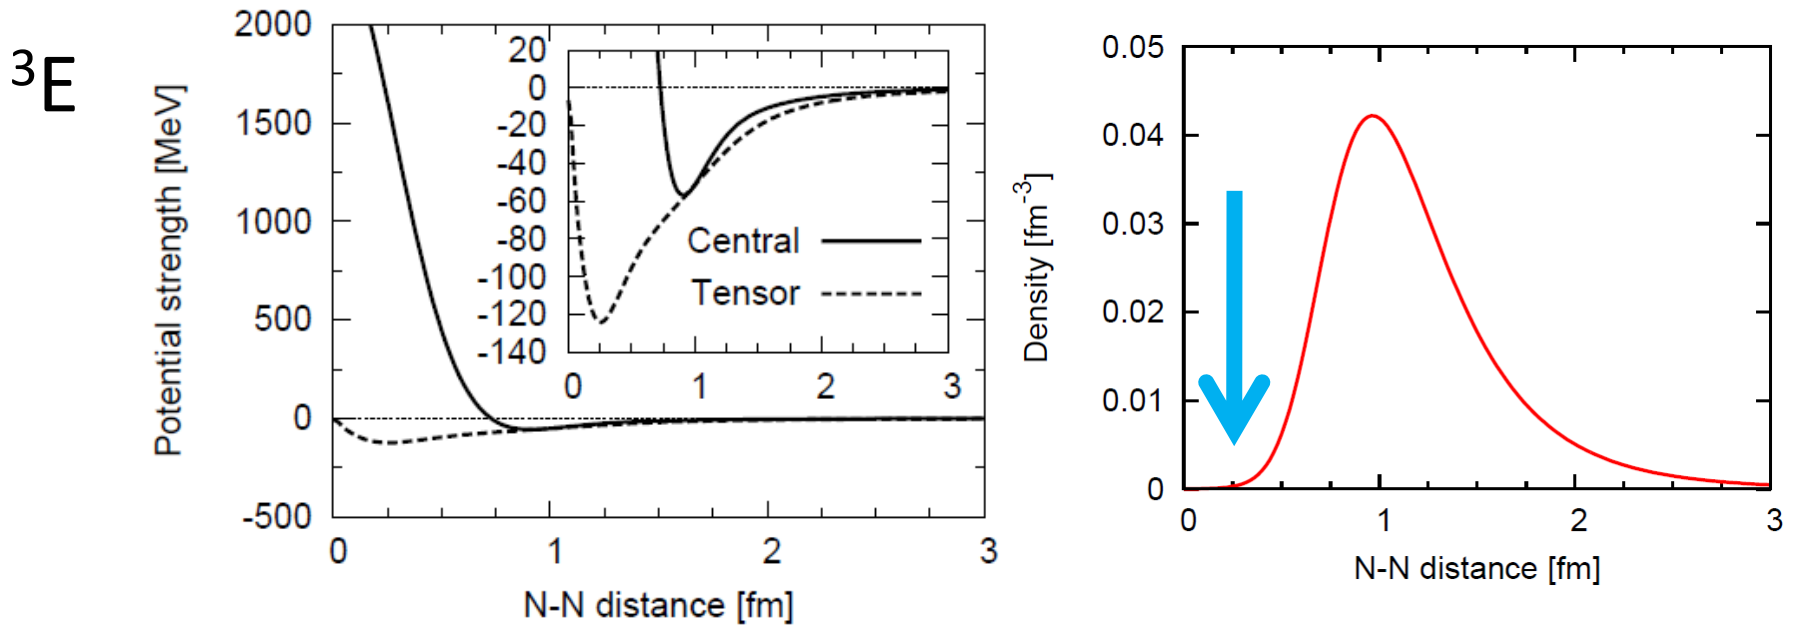 ³E
Potential strength [MeV]
2000
1500
1000
500
0
-500
0 1 2 3
N-N distance [fm]
20
0
-20
-40
-60
-80
-100
-120
-140
0 1 2 3
Central
Tensor
Density [fm⁻³]
0.05
0.04
0.03
0.02
0.01
0
0 1 2 3
N-N distance [fm]